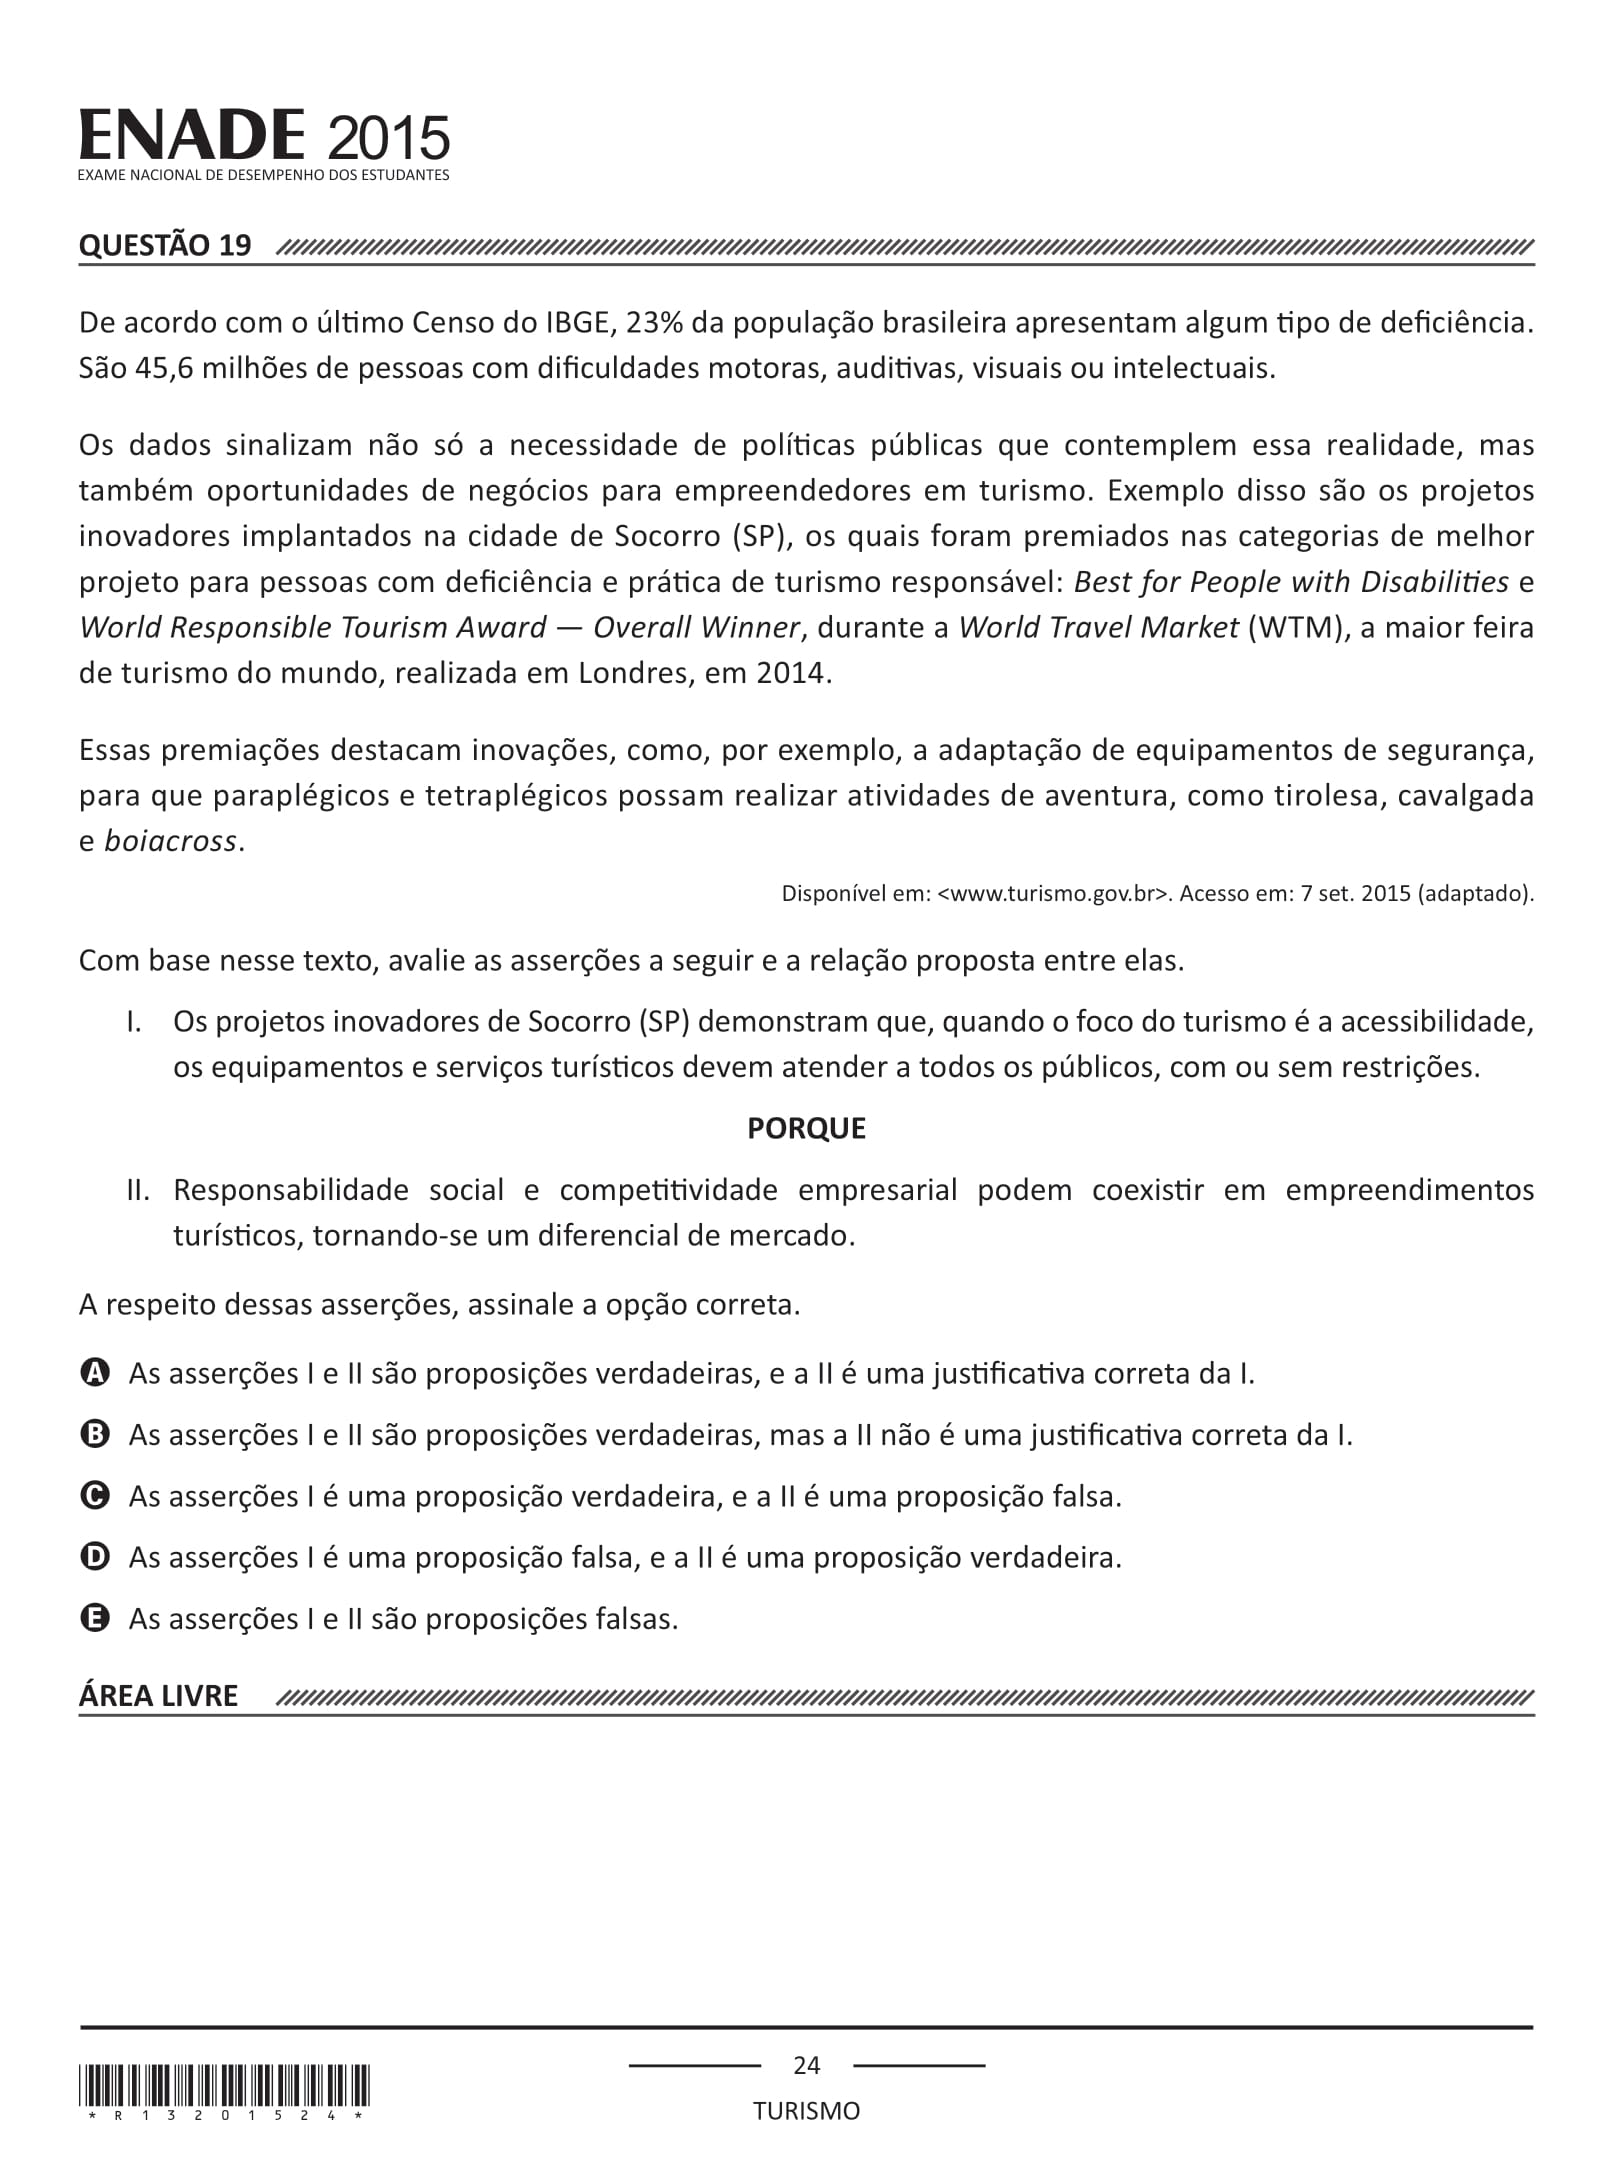 ENADE 2015
EXAME NACIONAL DE DESEMPENHO DOS ESTUDANTES
QUESTÃO 19
De acordo com o último Censo do IBGE, 23% da população brasileira apresentam algum tipo de deficiência.
São 45,6 milhões de pessoas com dificuldades motoras, auditivas, visuais ou intelectuais.
Os dados sinalizam não só a necessidade de políticas públicas que contemplem essa realidade, mas
também oportunidades de negócios para empreendedores em turismo. Exemplo disso são os projetos
inovadores implantados na cidade de Socorro (SP), os quais foram premiados nas categorias de melhor
projeto para pessoas com deficiência e prática de turismo responsável: Best for People with Disabilities e
World Responsible Tourism Award — Overall Winner, durante a World Travel Market (WTM), a maior feira
de turismo do mundo, realizada em Londres, em 2014.
Essas premiações destacam inovações, como, por exemplo, a adaptação de equipamentos de segurança,
para que paraplégicos e tetraplégicos possam realizar atividades de aventura, como tirolesa, cavalgada
e boiacross.
Disponível em: <www.turismo.gov.br>. Acesso em: 7 set. 2015 (adaptado).
Com base nesse texto, avalie as asserções a seguir e a relação proposta entre elas.
I. Os projetos inovadores de Socorro (SP) demonstram que, quando o foco do turismo é a acessibilidade,
os equipamentos e serviços turísticos devem atender a todos os públicos, com ou sem restrições.
PORQUE
II. Responsabilidade social e competitividade empresarial podem coexistir em empreendimentos
turísticos, tornando-se um diferencial de mercado.
A respeito dessas asserções, assinale a opção correta.
A As asserções I e II são proposições verdadeiras, e a II é uma justificativa correta da I.
B As asserções I e II são proposições verdadeiras, mas a II não é uma justificativa correta da I.
C As asserções I é uma proposição verdadeira, e a II é uma proposição falsa.
D As asserções I é uma proposição falsa, e a II é uma proposição verdadeira.
E As asserções I e II são proposições falsas.
ÁREA LIVRE
24
TURISMO
* R 1 3 2 0 1 5 2 4 *